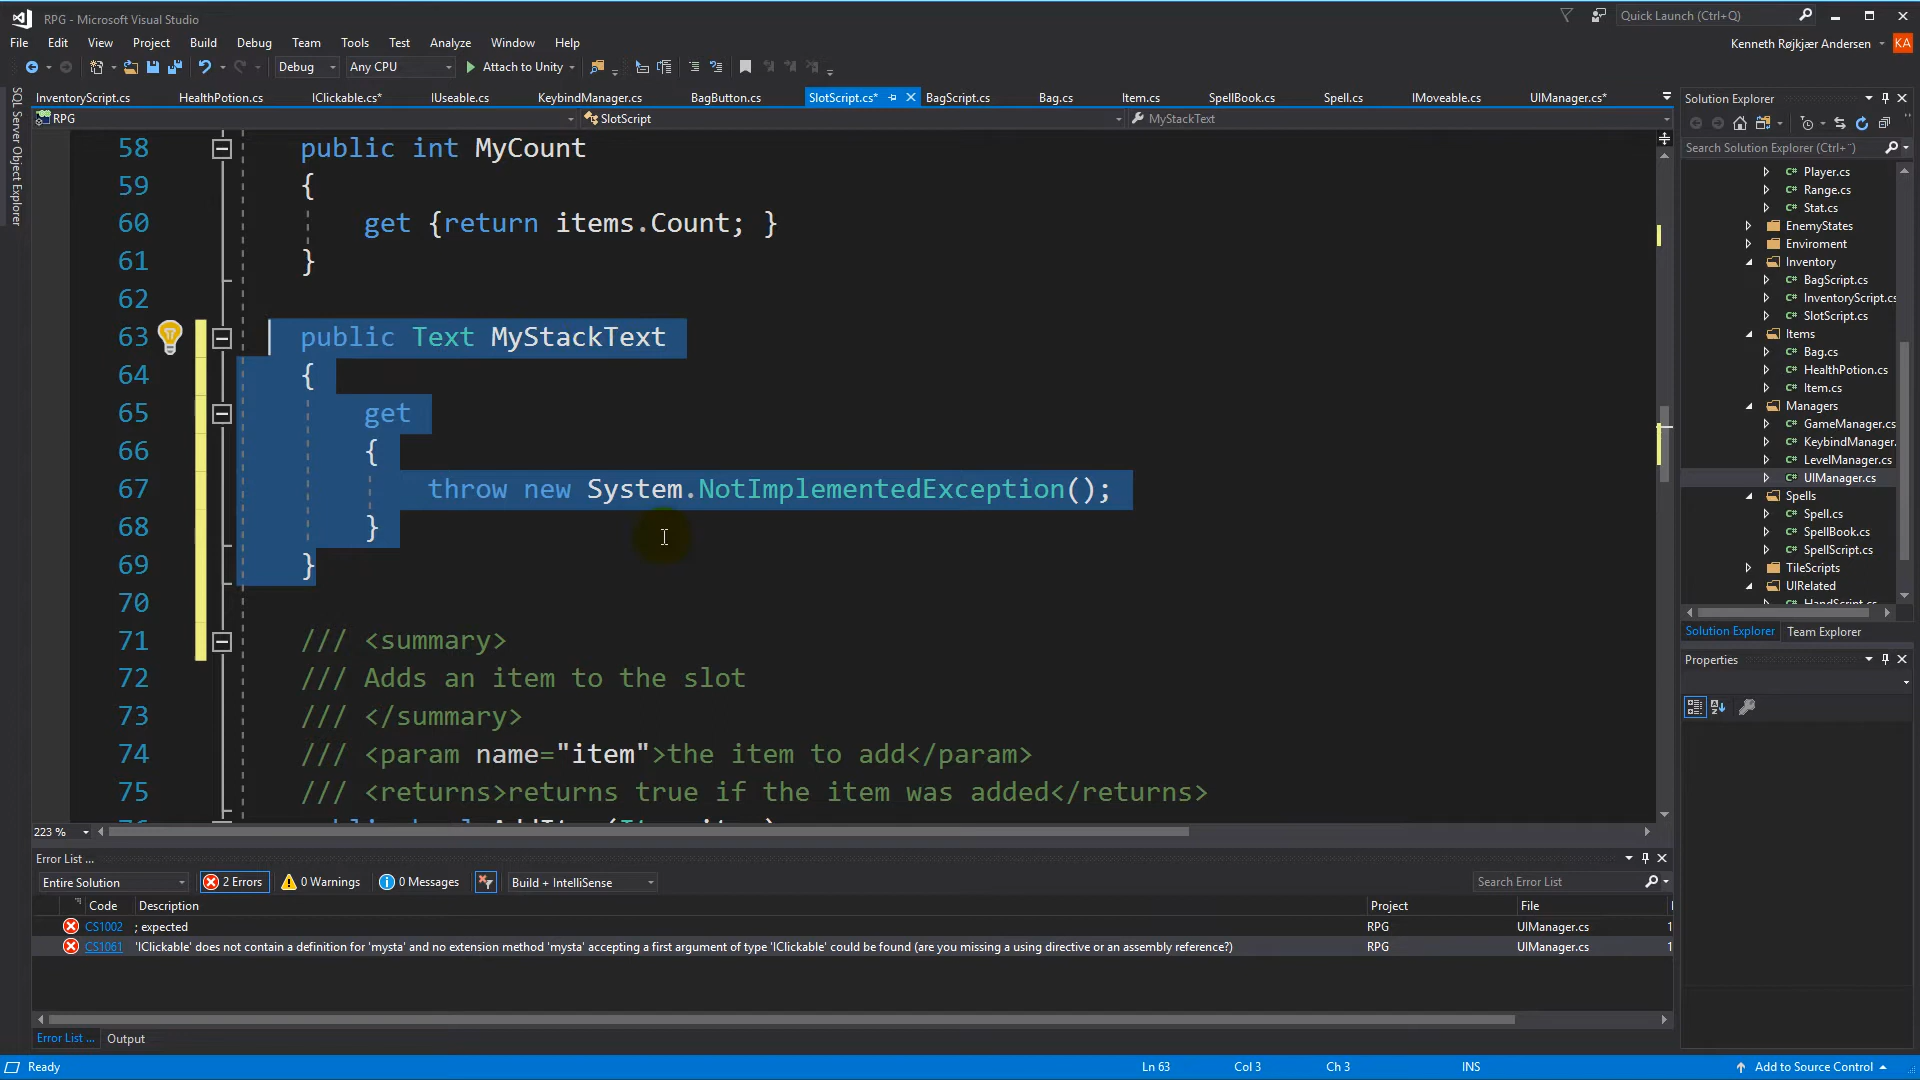 RPG - Microsoft Visual Studio
Quick Launch (Ctrl+Q)
File Edit View Project Build Debug Team Tools Test Analyze Window Help
Kenneth Røjkjær Andersen
KA
Debug Any CPU Attach to Unity
SQL Server Object Explorer
InventoryScript.cs HealthPotion.cs IClickable.cs* IUseable.cs KeybindManager.cs BagButton.cs SlotScript.cs* BagScript.cs Bag.cs Item.cs SpellBook.cs Spell.cs IMoveable.cs UIManager.cs*
RPG SlotScript MyStackText
58 public int MyCount
59 {
60 get {return items.Count; }
61 }
62
63 public Text MyStackText
64 {
65 get
66 {
67 throw new System.NotImplementedException();
68 }
69 }
70
71 /// <summary>
72 /// Adds an item to the slot
73 /// </summary>
74 /// <param name="item">the item to add</param>
75 /// <returns>returns true if the item was added</returns>
223 %
Error List ...
Entire Solution 2 Errors 0 Warnings 0 Messages Build + IntelliSense Search Error List
Code Description Project File
CS1002 ; expected RPG UIManager.cs 1
CS1061 'IClickable' does not contain a definition for 'mysta' and no extension method 'mysta' accepting a first argument of type 'IClickable' could be found (are you missing a using directive or an assembly reference?) RPG UIManager.cs 1
Error List ... Output
Ready Ln 63 Col 3 Ch 3 INS Add to Source Control
Solution Explorer
Search Solution Explorer (Ctrl+¨)
C# Player.cs
C# Range.cs
C# Stat.cs
EnemyStates
Enviroment
Inventory
C# BagScript.cs
C# InventoryScript.cs
C# SlotScript.cs
Items
C# Bag.cs
C# HealthPotion.cs
C# Item.cs
Managers
C# GameManager.cs
C# KeybindManager.
C# LevelManager.cs
C# UIManager.cs
Spells
C# Spell.cs
C# SpellBook.cs
C# SpellScript.cs
TileScripts
UIRelated
Solution Explorer Team Explorer
Properties